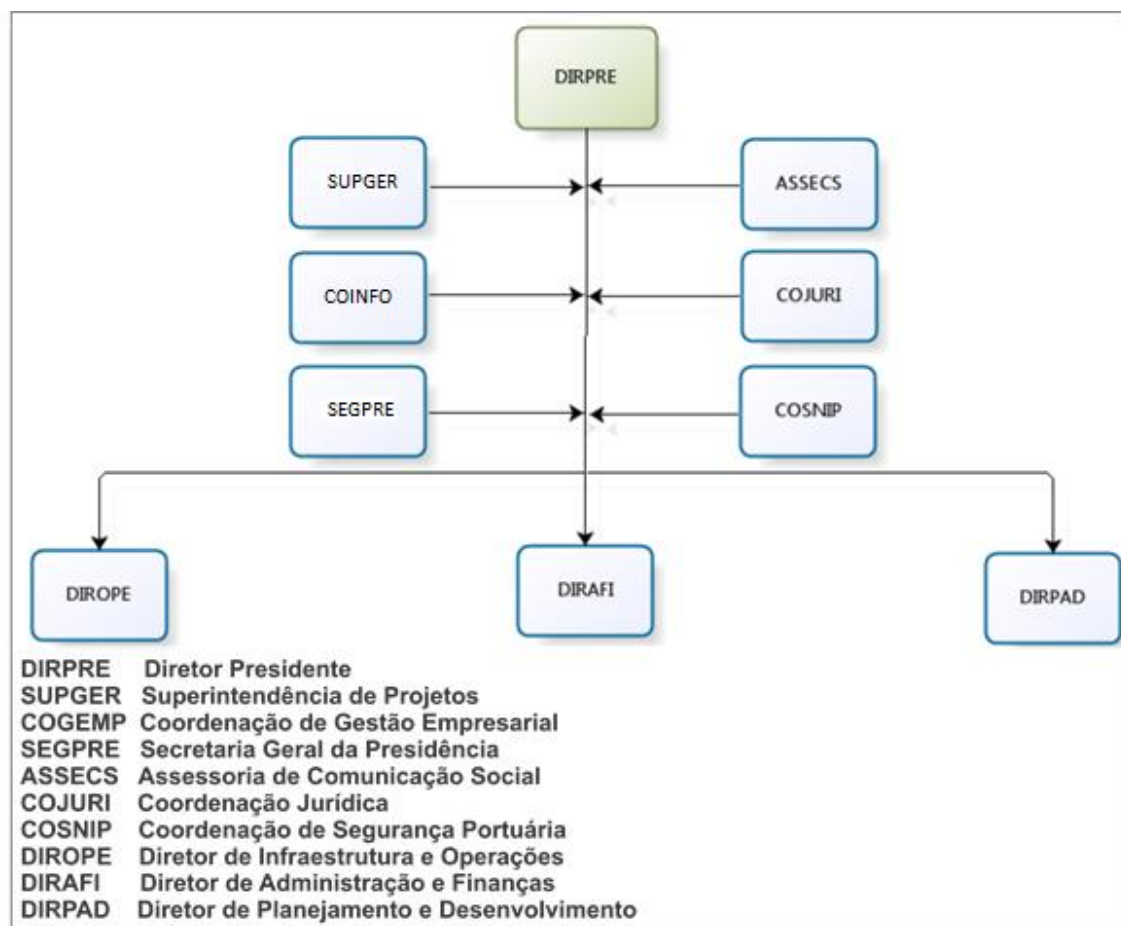 DIRPRE
SUPGER
ASSECS
COINFO
COJURI
SEGPRE
COSNIP
DIROPE
DIRAFI
DIRPAD
DIRPRE Diretor Presidente
SUPGER Superintendência de Projetos
COGEMP Coordenação de Gestão Empresarial
SEGPRE Secretaria Geral da Presidência
ASSECS Assessoria de Comunicação Social
COJURI Coordenação Jurídica
COSNIP Coordenação de Segurança Portuária
DIROPE Diretor de Infraestrutura e Operações
DIRAFI Diretor de Administração e Finanças
DIRPAD Diretor de Planejamento e Desenvolvimento